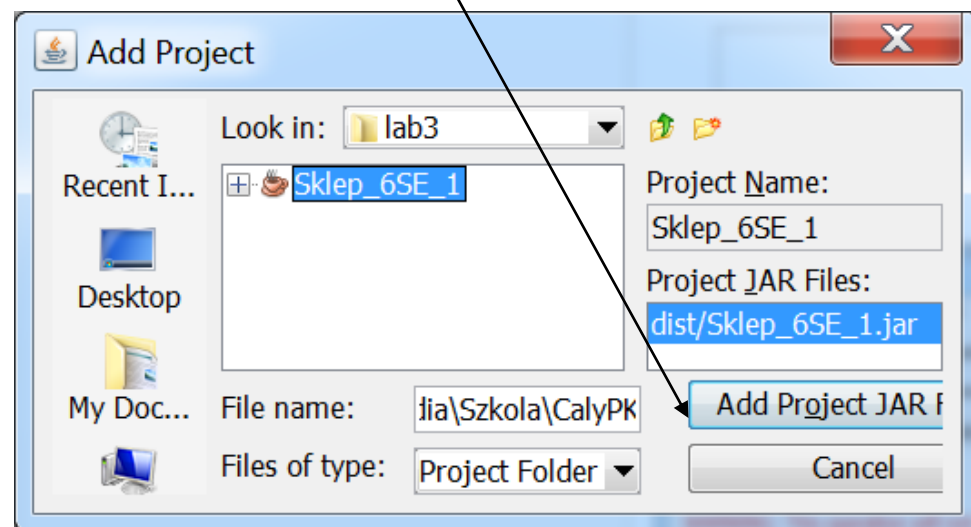 Add Project
Look in: lab3
Recent I...
Sklep_6SE_1
Project Name:
Sklep_6SE_1
Desktop
Project JAR Files:
dist/Sklep_6SE_1.jar
My Doc...
File name: dia\Szkola\CalyPK
Add Project JAR F
Files of type: Project Folder
Cancel